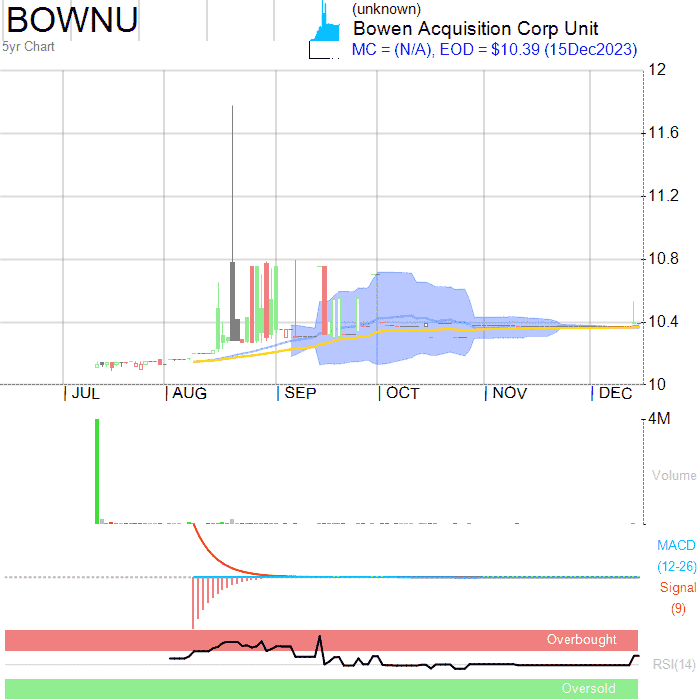 BOWNU
5yr Chart
(unknown)
Bowen Acquisition Corp Unit
MC = (N/A), EOD = $10.39 (15Dec2023)
12
11.6
11.2
10.8
10.4
10
JUL AUG SEP OCT NOV DEC
4M
Volume
MACD
(12-26)
Signal
(9)
Overbought
RSI(14)
Oversold